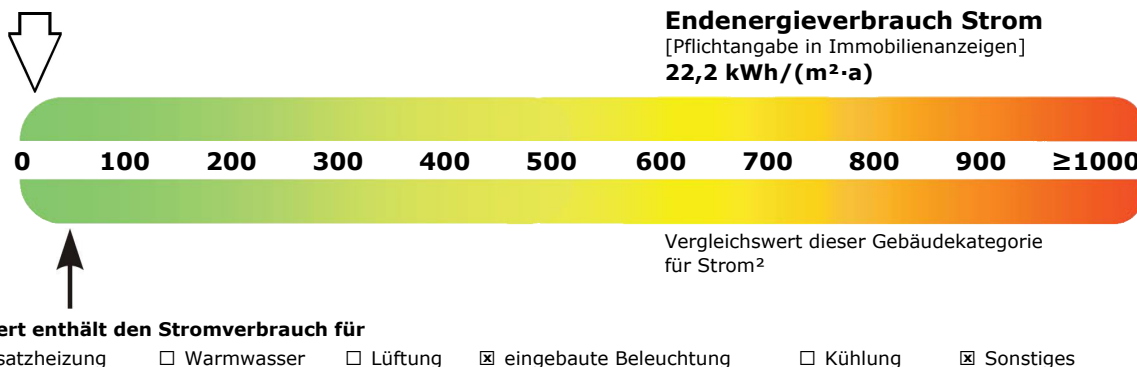 Endenergieverbrauch Strom
[Pflichtangabe in Immobilienanzeigen]
22,2 kWh/(m²·a)
0 100 200 300 400 500 600 700 800 900 ≥1000
Vergleichswert dieser Gebäudekategorie
für Strom²
ert enthält den Stromverbrauch für
satzheizung ☐ Warmwasser ☐ Lüftung ☒ eingebaute Beleuchtung ☐ Kühlung ☒ Sonstiges